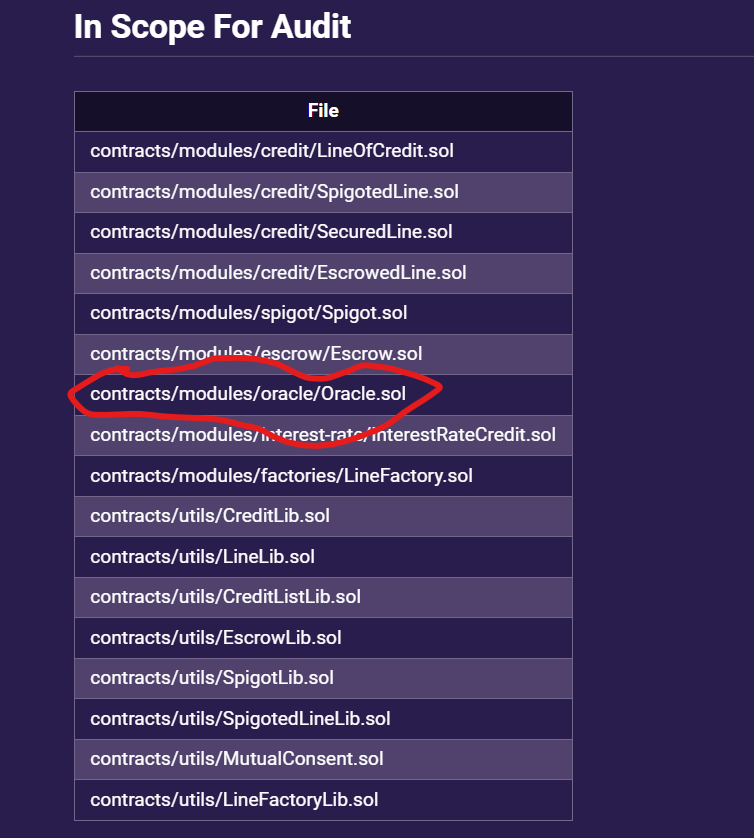 In Scope For Audit
File
contracts/modules/credit/LineOfCredit.sol
contracts/modules/credit/SpigotedLine.sol
contracts/modules/credit/SecuredLine.sol
contracts/modules/credit/EscrowedLine.sol
contracts/modules/spigot/Spigot.sol
contracts/modules/escrow/Escrow.sol
contracts/modules/oracle/Oracle.sol
contracts/modules/interest-rate/InterestRateCredit.sol
contracts/modules/factories/LineFactory.sol
contracts/utils/CreditLib.sol
contracts/utils/LineLib.sol
contracts/utils/CreditListLib.sol
contracts/utils/EscrowLib.sol
contracts/utils/SpigotLib.sol
contracts/utils/SpigotedLineLib.sol
contracts/utils/MutualConsent.sol
contracts/utils/LineFactoryLib.sol